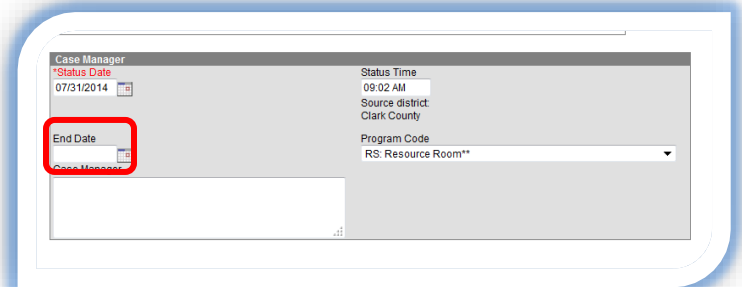 Case Manager
*Status Date
Status Time
07/31/2014
09:02 AM
Source district:
Clark County
End Date
Program Code
RS: Resource Room**
Case Manager